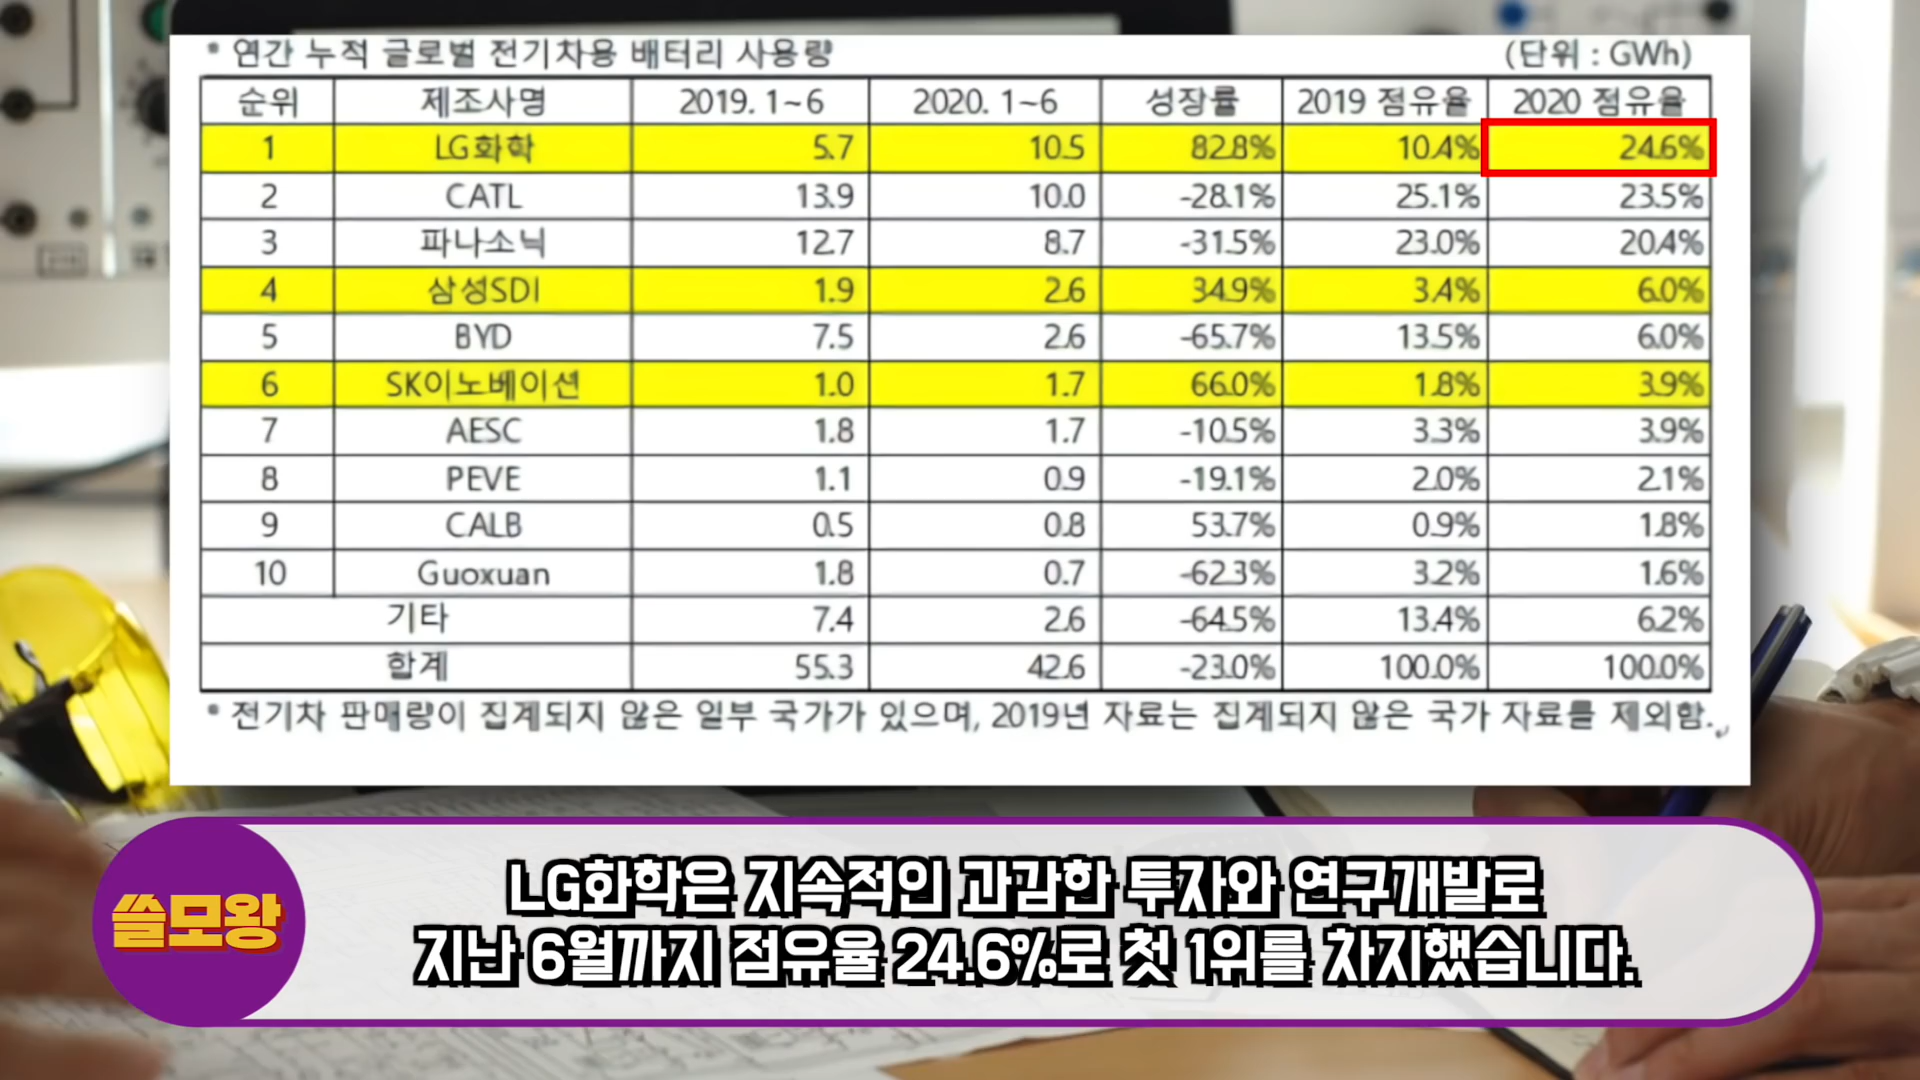 * 연간 누적 글로벌 전기차용 배터리 사용량 (단위 : GWh)
순위 제조사명 2019. 1~6 2020. 1~6 성장률 2019 점유율 2020 점유율
1 LG화학 5.7 10.5 82.8% 10.4% 24.6%
2 CATL 13.9 10.0 -28.1% 25.1% 23.5%
3 파나소닉 12.7 8.7 -31.5% 23.0% 20.4%
4 삼성SDI 1.9 2.6 34.9% 3.4% 6.0%
5 BYD 7.5 2.6 -65.7% 13.5% 6.0%
6 SK이노베이션 1.0 1.7 66.0% 1.8% 3.9%
7 AESC 1.8 1.7 -10.5% 3.3% 3.9%
8 PEVE 1.1 0.9 -19.1% 2.0% 2.1%
9 CALB 0.5 0.8 53.7% 0.9% 1.8%
10 Guoxuan 1.8 0.7 -62.3% 3.2% 1.6%
기타 7.4 2.6 -64.5% 13.4% 6.2%
합계 55.3 42.6 -23.0% 100.0% 100.0%
* 전기차 판매량이 집계되지 않은 일부 국가가 있으며, 2019년 자료는 집계되지 않은 국가 자료를 제외함.
쓸모왕
LG화학은 지속적인 과감한 투자와 연구개발로
지난 6월까지 점유율 24.6%로 첫 1위를 차지했습니다.